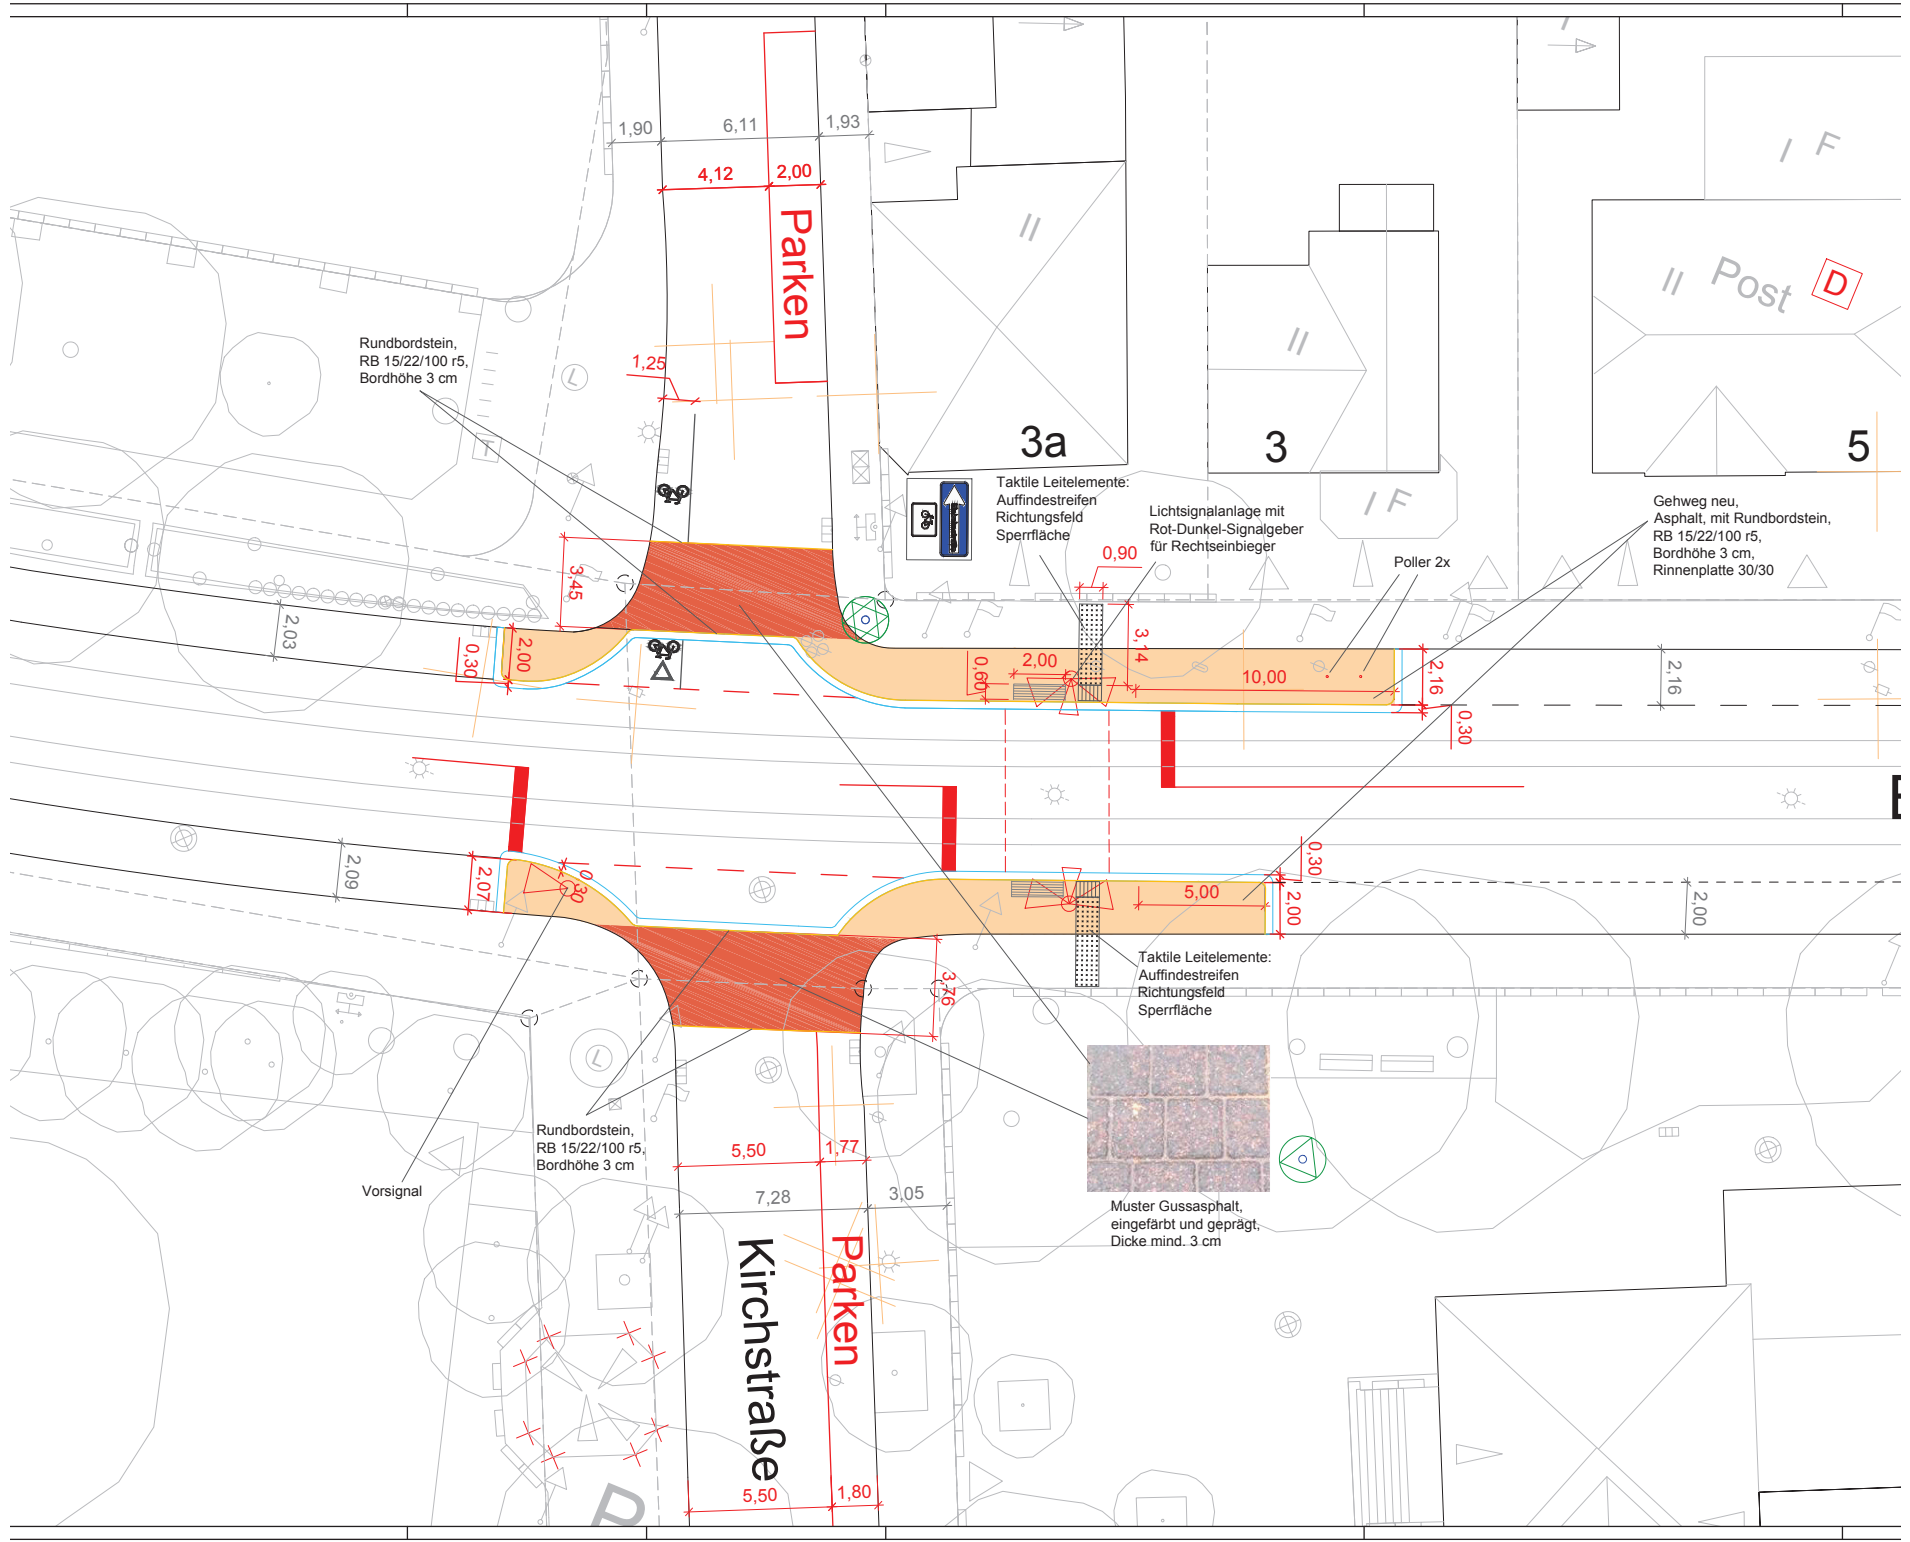 1,90
6,11
1,93
4,12
2,00
Parken
I F
II
II
II Post
D
Rundbordstein,
RB 15/22/100 r5,
Bordhöhe 3 cm
1,25
L
T
3a
3
5
I F
Taktile Leitelemente:
Auffindestreifen
Richtungsfeld
Sperrfläche
Lichtsignalanlage mit
Rot-Dunkel-Signalgeber
für Rechtseinbieger
Gehweg neu,
Asphalt, mit Rundbordstein,
RB 15/22/100 r5,
Bordhöhe 3 cm,
Rinnenplatte 30/30
0,90
Poller 2x
3,45
2,03
0,30
2,00
3,14
0,60
2,00
10,00
2,16
2,16
0,30
2,09
2,07
0,30
0,30
5,00
2,00
2,00
3,76
Taktile Leitelemente:
Auffindestreifen
Richtungsfeld
Sperrfläche
L
Rundbordstein,
RB 15/22/100 r5,
Bordhöhe 3 cm
Vorsignal
5,50
1,77
7,28
3,05
Muster Gussasphalt,
eingefärbt und geprägt,
Dicke mind. 3 cm
Kirchstraße
Parken
5,50
1,80
P